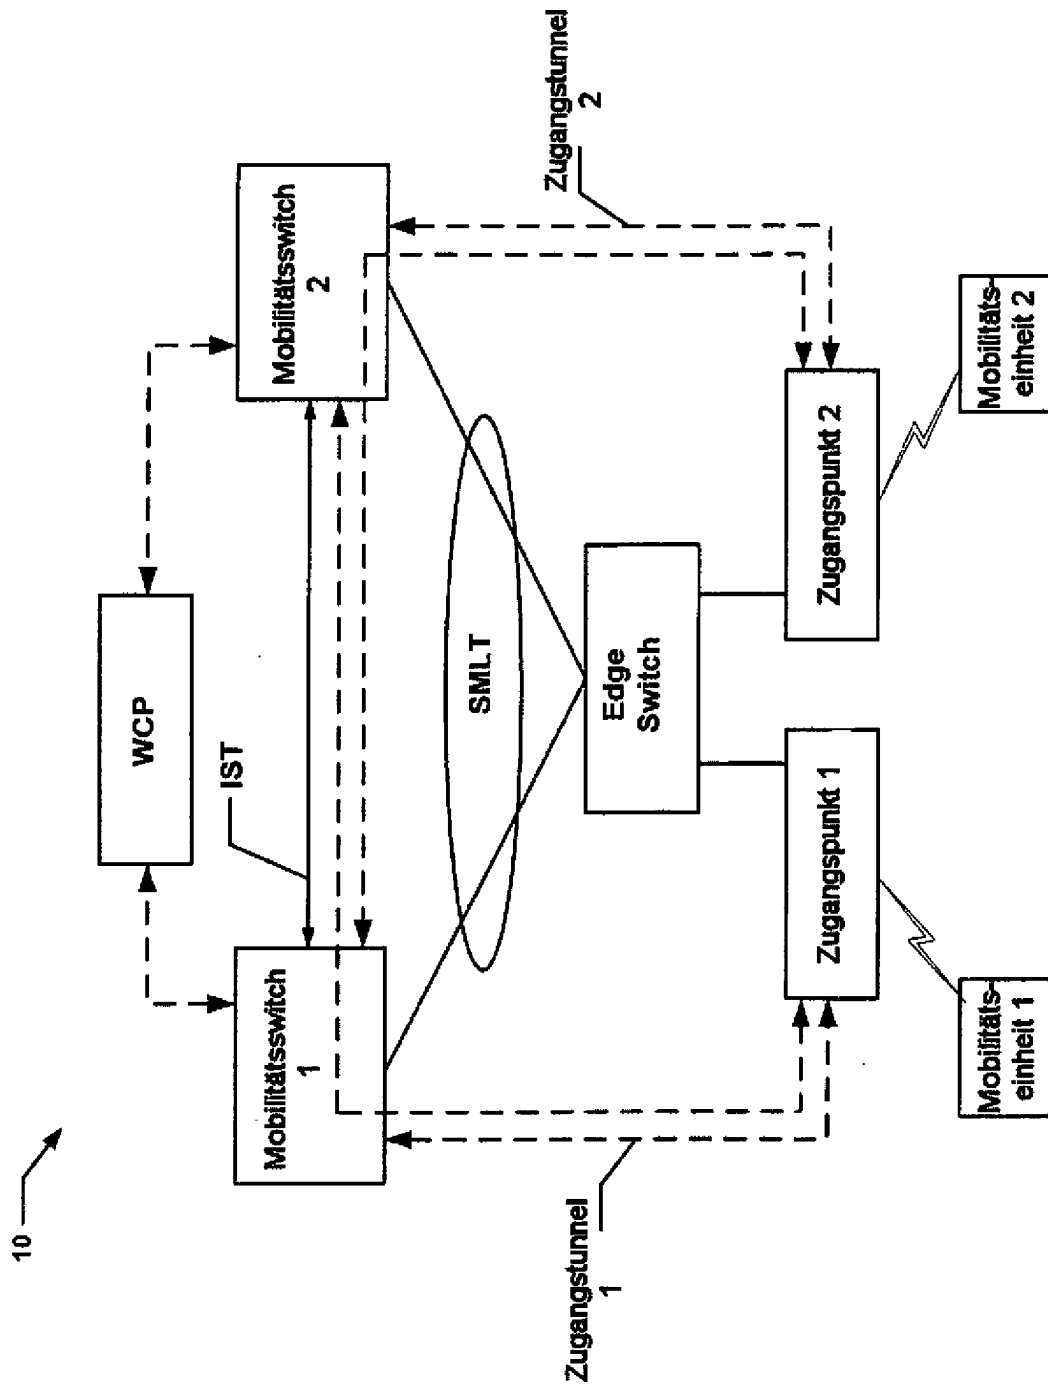 10
WCP
IST
Mobilitätsswitch
1
Mobilitätsswitch
2
SMLT
Edge
Switch
Zugangstunnel
1
Zugangstunnel
2
Zugangspunkt 1
Zugangspunkt 2
Mobilitäts-
einheit 1
Mobilitäts-
einheit 2